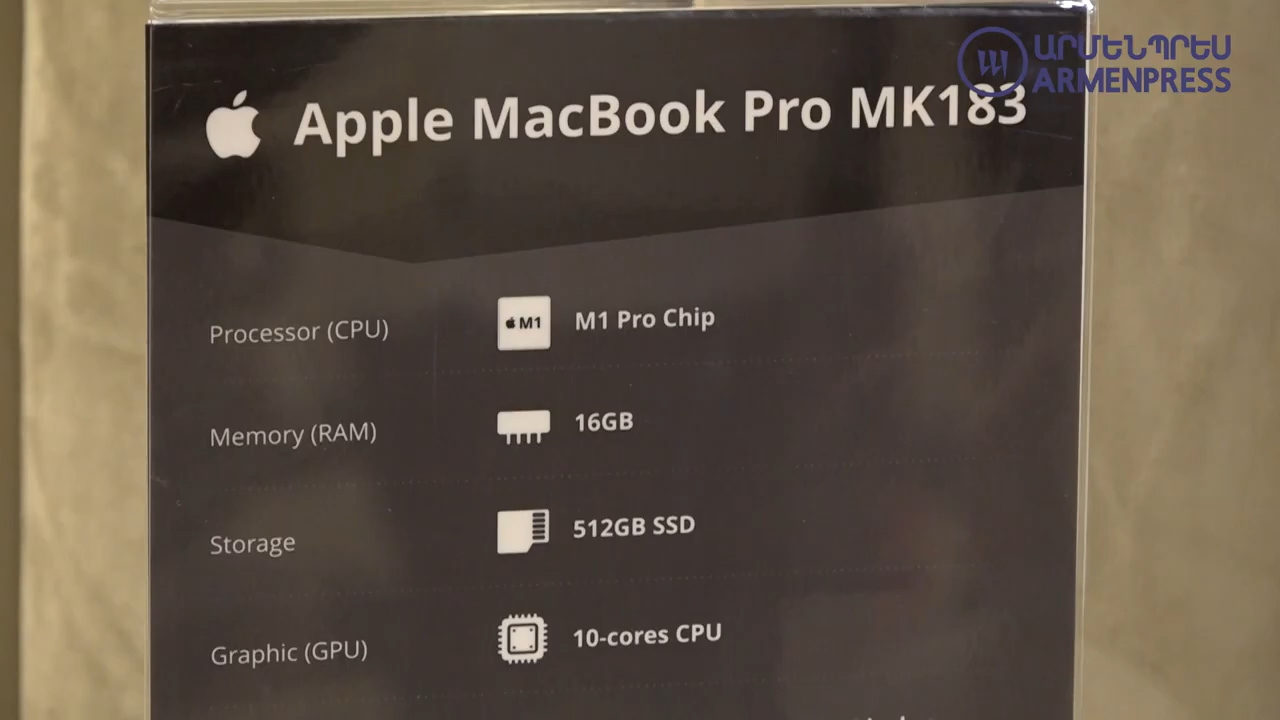 ԱՐՄԵՆՊՐԵՍ
ARMENPRESS
Apple MacBook Pro MK183
Processor (CPU) M1 M1 Pro Chip
Memory (RAM) 16GB
Storage 512GB SSD
Graphic (GPU) 10-cores CPU